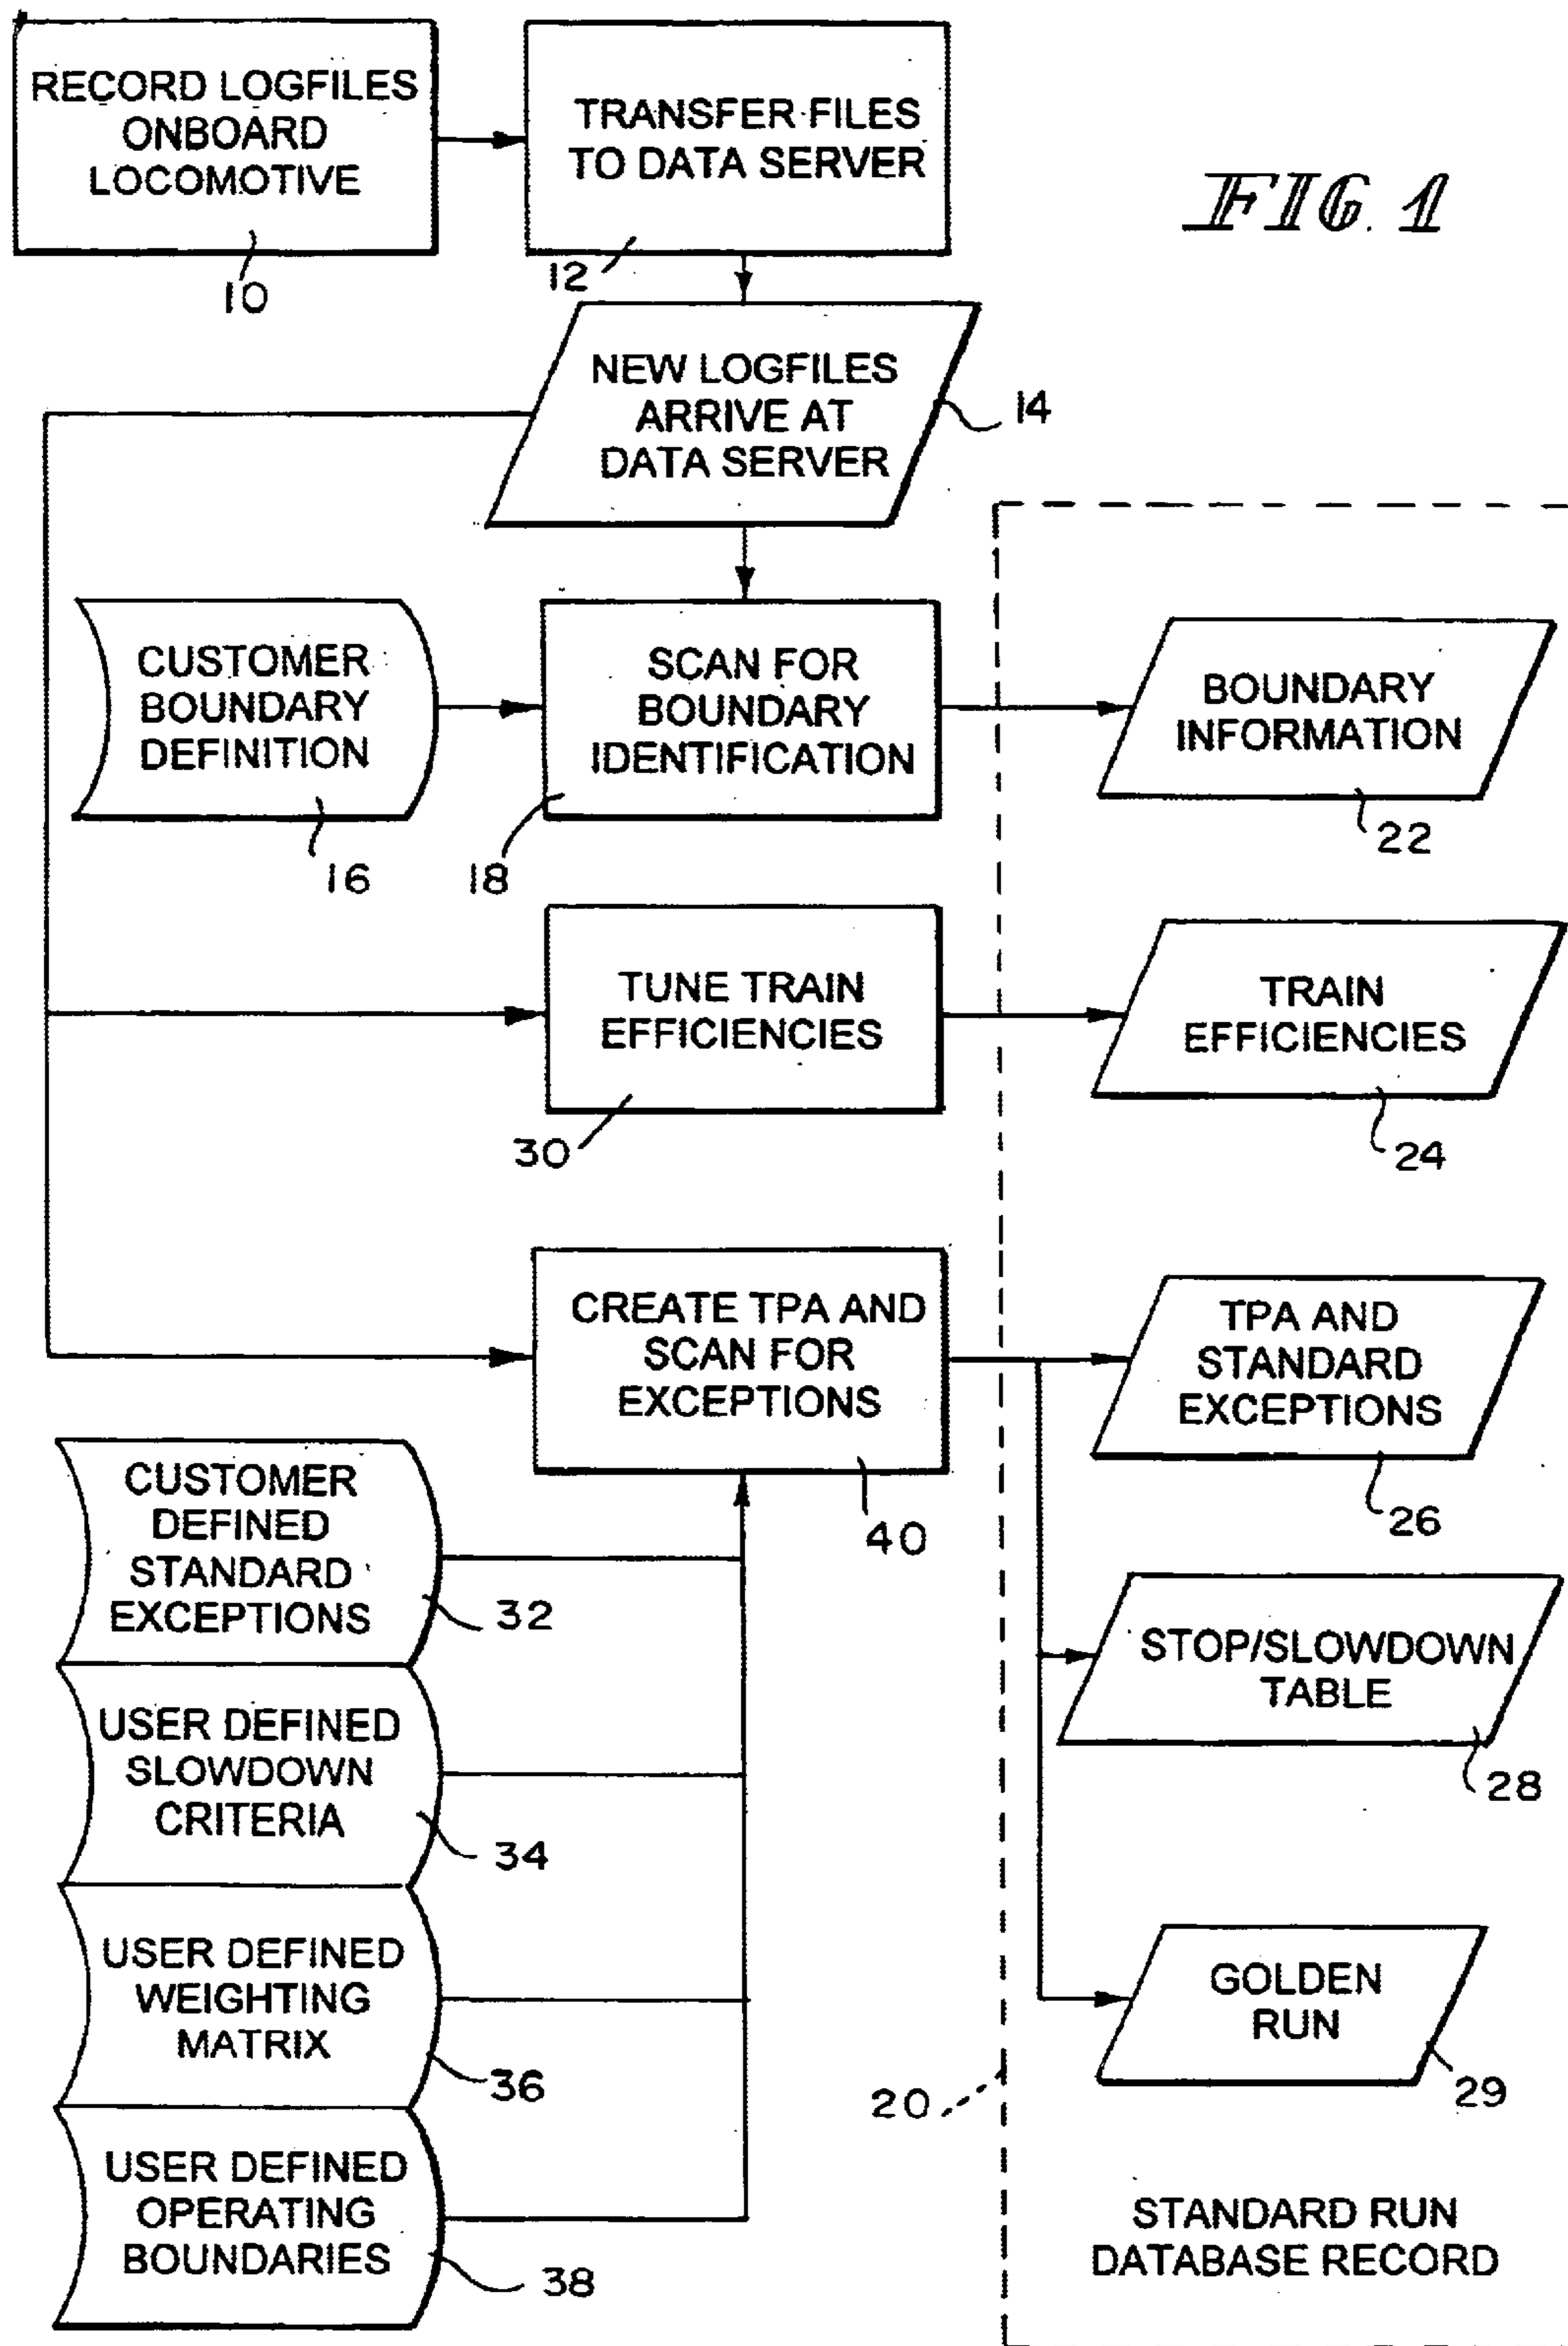 RECORD LOGFILES
ONBOARD
LOCOMOTIVE
10
TRANSFER FILES
TO DATA SERVER
12
FIG. 1
NEW LOGFILES
ARRIVE AT
DATA SERVER
14
CUSTOMER
BOUNDARY
DEFINITION
16
SCAN FOR
BOUNDARY
IDENTIFICATION
18
BOUNDARY
INFORMATION
22
TUNE TRAIN
EFFICIENCIES
30
TRAIN
EFFICIENCIES
24
CREATE TPA AND
SCAN FOR
EXCEPTIONS
40
TPA AND
STANDARD
EXCEPTIONS
26
CUSTOMER
DEFINED
STANDARD
EXCEPTIONS
32
STOP/SLOWDOWN
TABLE
28
USER DEFINED
SLOWDOWN
CRITERIA
34
USER DEFINED
WEIGHTING
MATRIX
36
GOLDEN
RUN
29
20
USER DEFINED
OPERATING
BOUNDARIES
38
STANDARD RUN
DATABASE RECORD